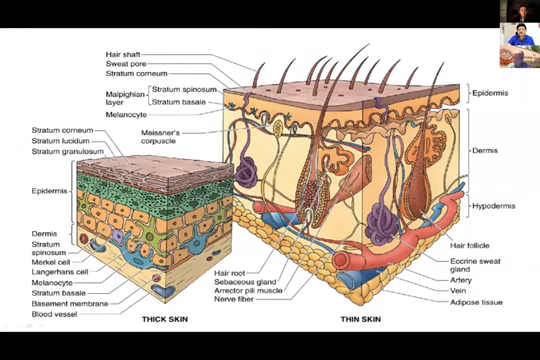 Hair shaft
Sweat pore
Stratum corneum
Malpighian
layer
Stratum spinosum
Stratum basale
Melanocyte
Meissner's
corpuscle
Stratum corneum
Stratum lucidum
Stratum granulosum
Epidermis
Dermis
Stratum
spinosum
Merkel cell
Langerhans cell
Melanocyte
Stratum basale
Basement membrane
Blood vessel
THICK SKIN
Epidermis
Dermis
Hypodermis
Hair follicle
Eccrine sweat
gland
Artery
Vein
Adipose tissue
Hair root
Sebaceous gland
Arrector pili muscle
Nerve fiber
THIN SKIN